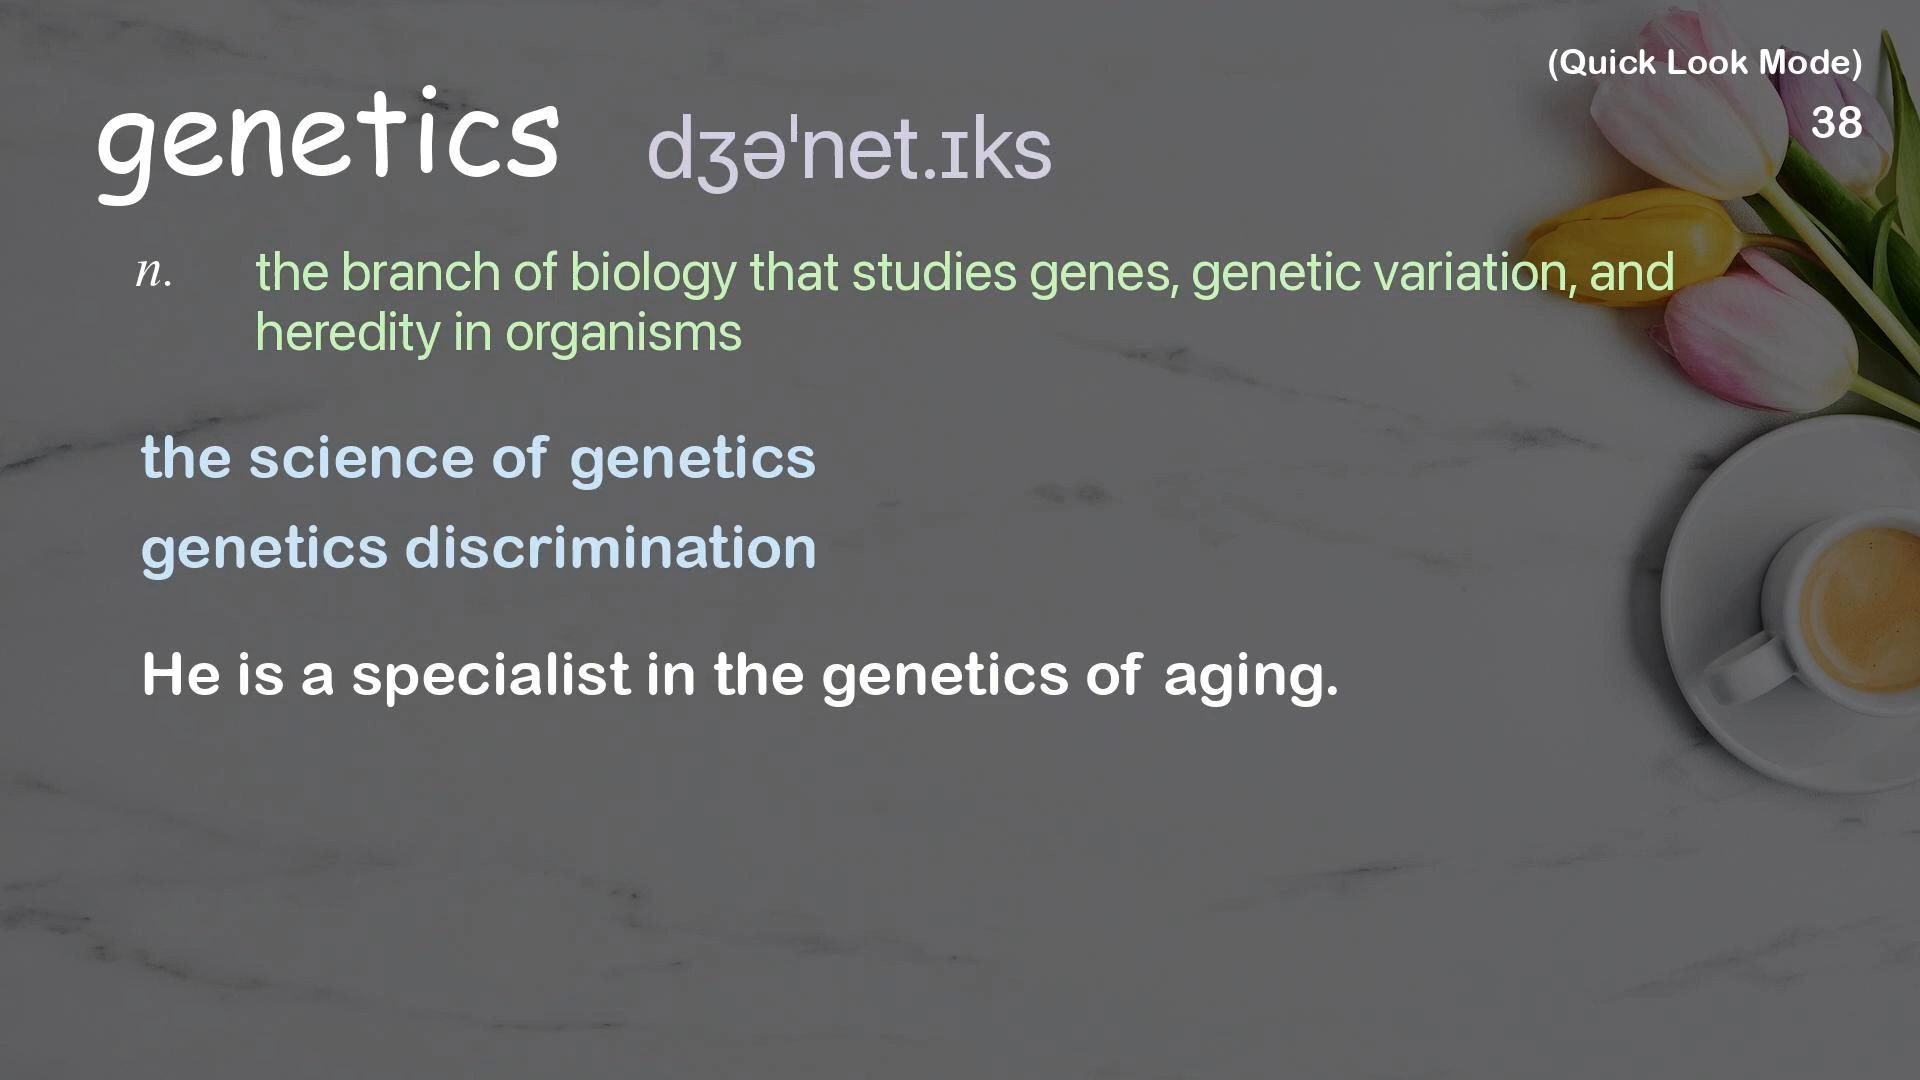 (Quick Look Mode)
38
genetics dʒəˈnet.ɪks
n. the branch of biology that studies genes, genetic variation, and
heredity in organisms
the science of genetics
genetics discrimination
He is a specialist in the genetics of aging.